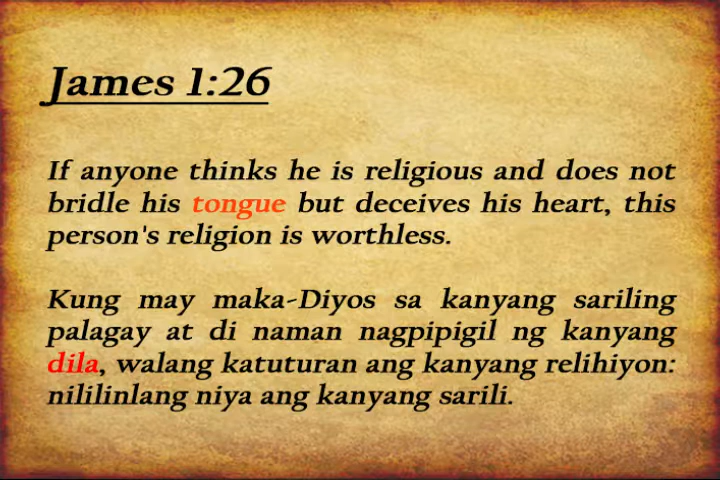 James 1:26
If anyone thinks he is religious and does not
bridle his tongue but deceives his heart, this
person's religion is worthless.
Kung may maka-Diyos sa kanyang sariling
palagay at di naman nagpipigil ng kanyang
dila, walang katuturan ang kanyang relihiyon:
nililinlang niya ang kanyang sarili.